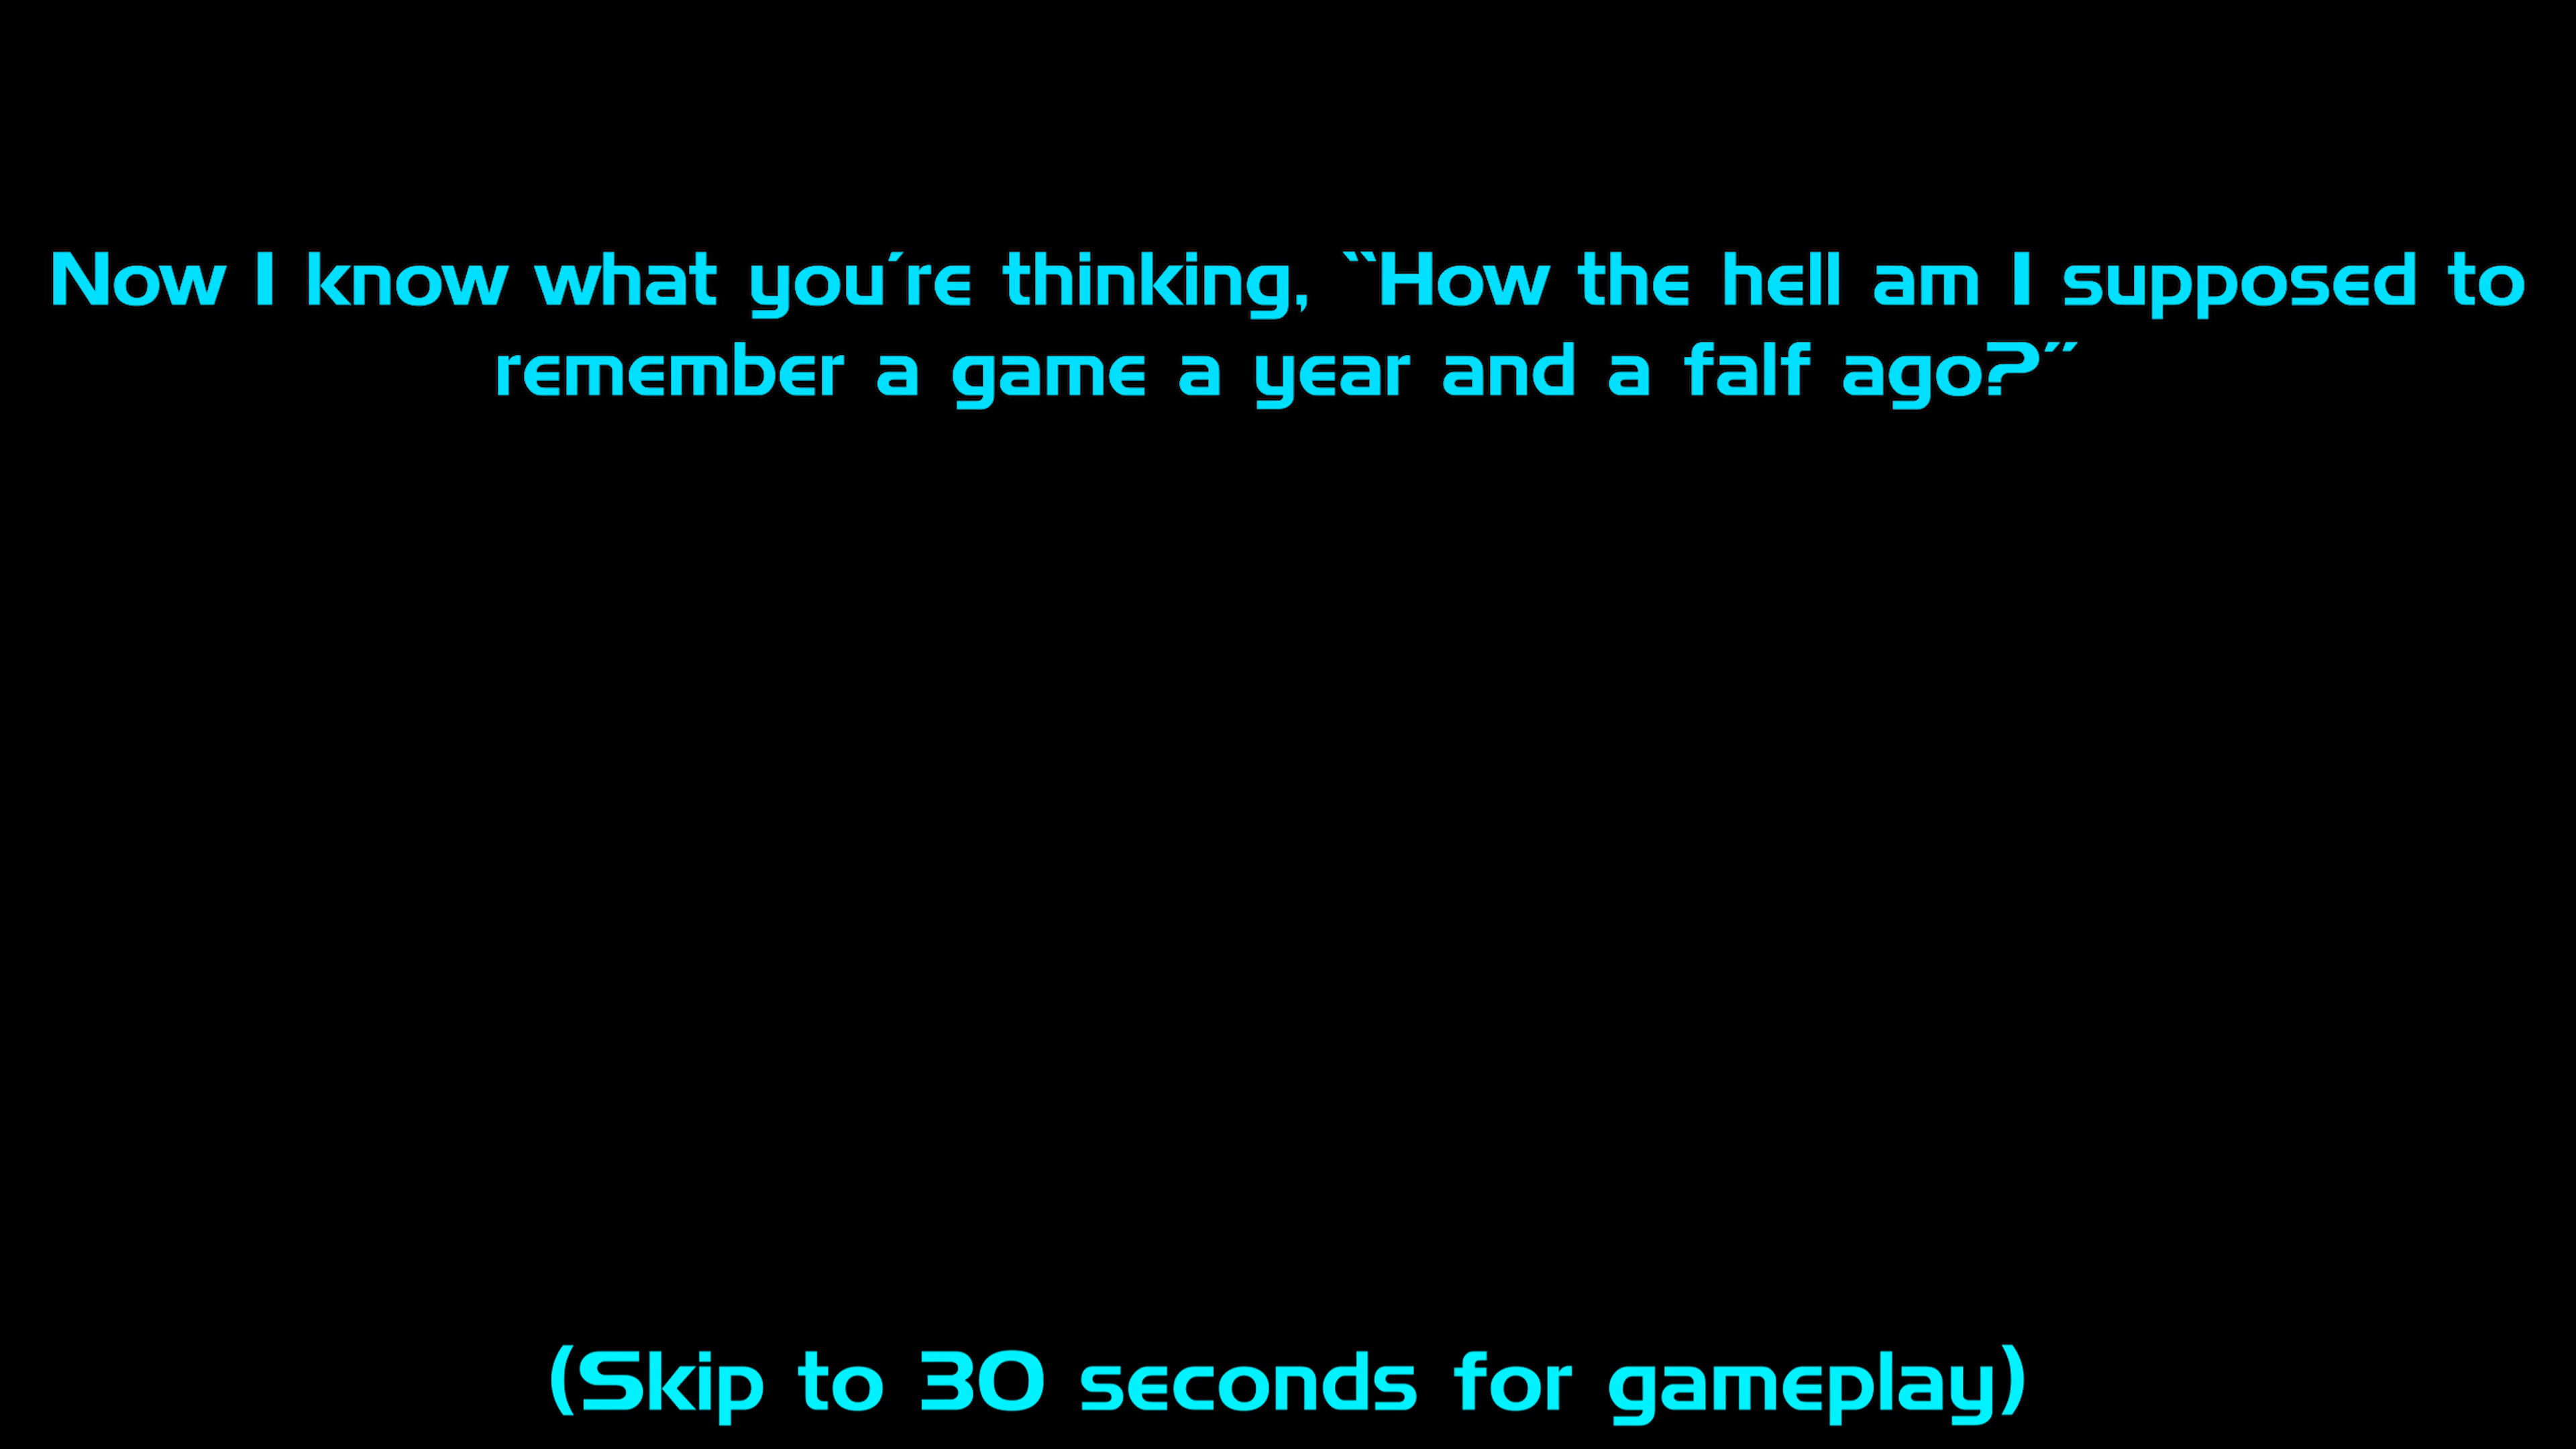 Now I know what you´re thinking, ``How the hell am I supposed to
remember a game a year and a falf ago?´´
(Skip to 30 seconds for gameplay)